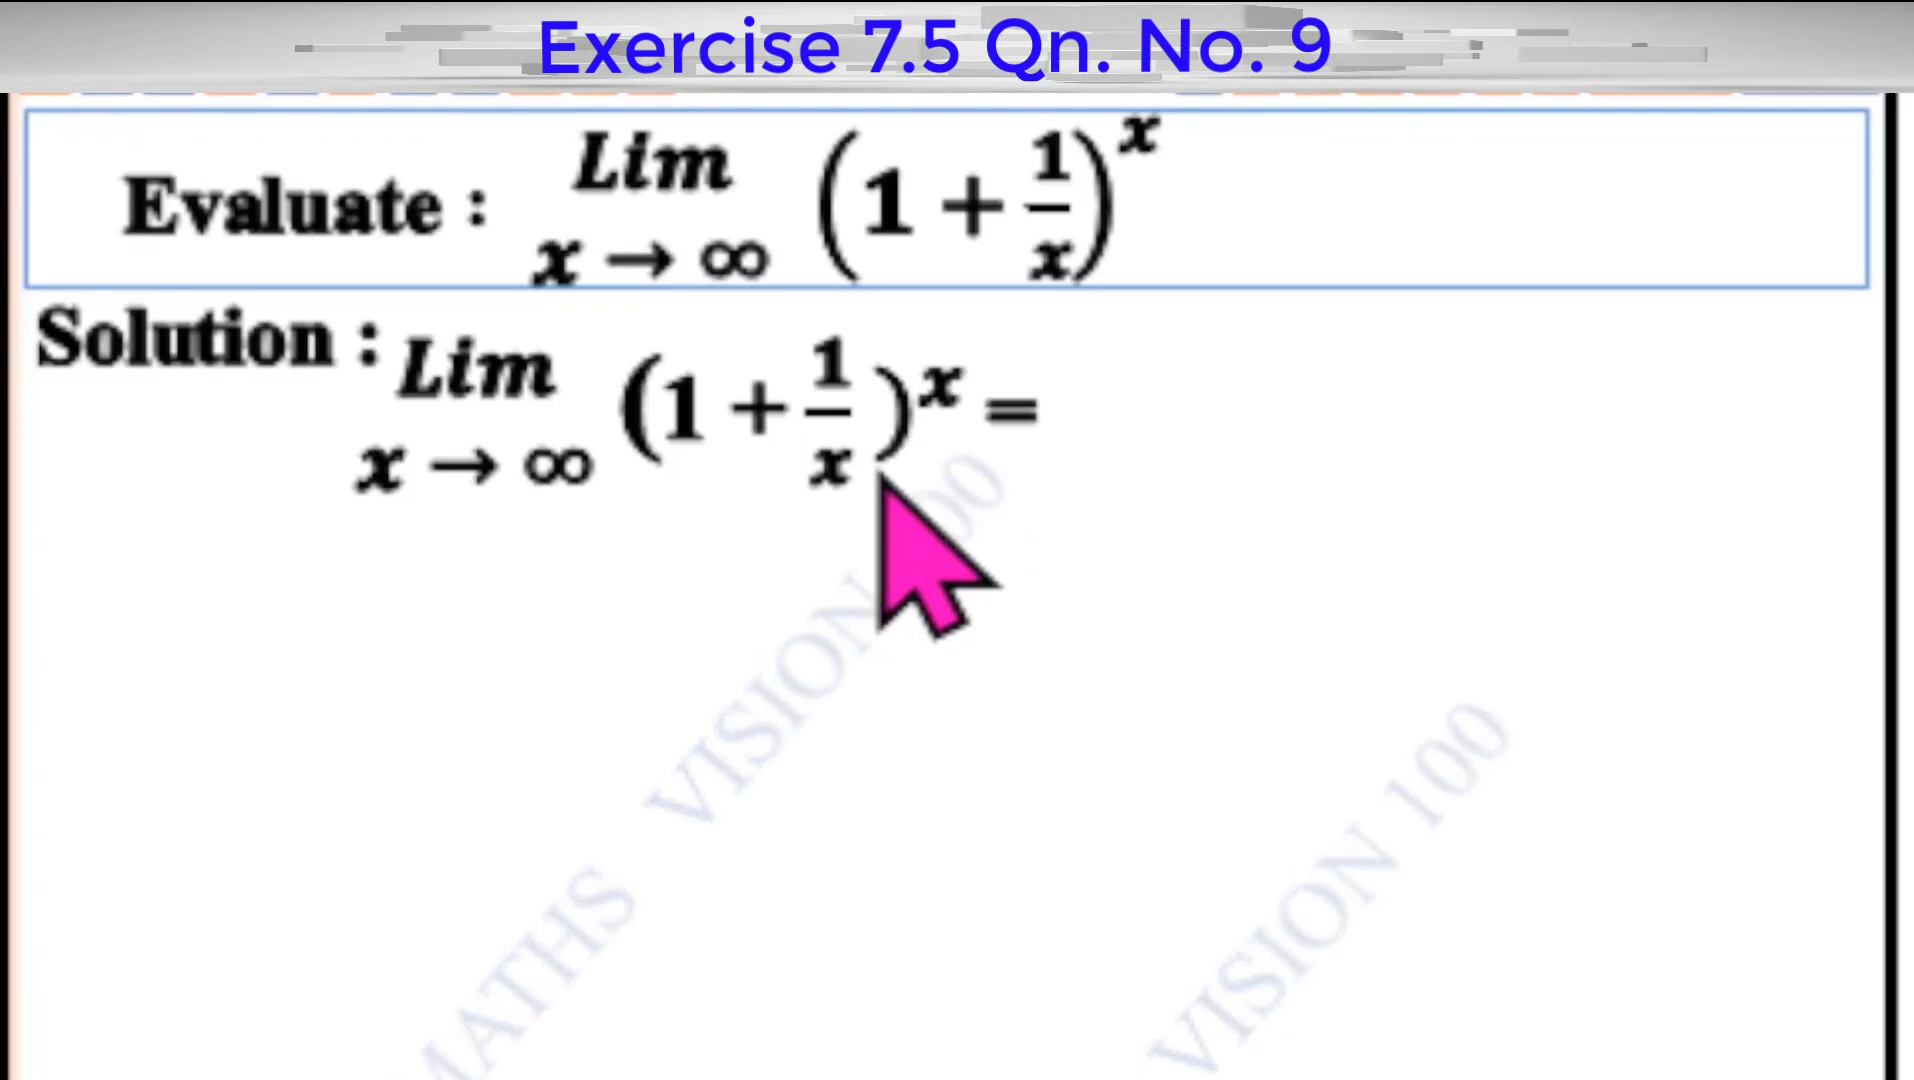 Exercise 7.5 Qn. No. 9
Evaluate : Lim x → ∞ (1 + 1/x)^x
Solution : Lim x → ∞ (1 + 1/x)^x =
MATHS VISION 100
VISION 100